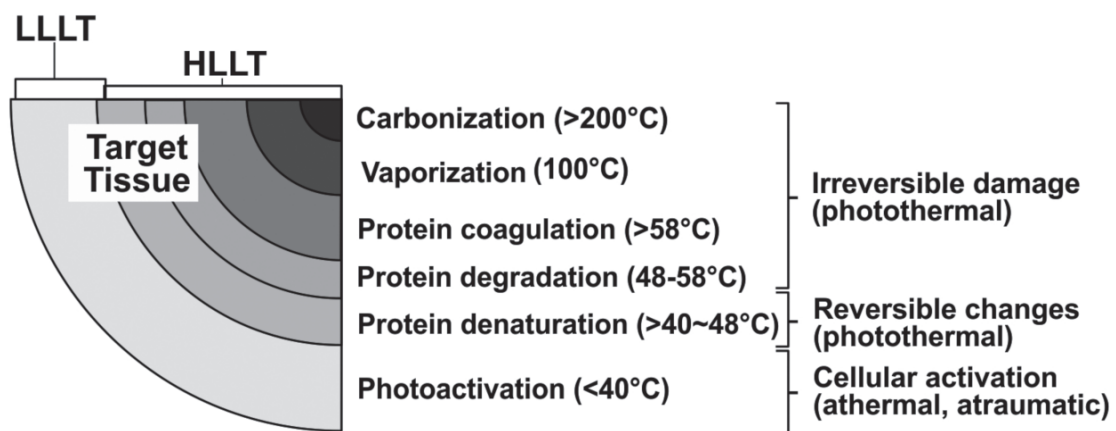 LLLT
HLLT
Target
Tissue
Carbonization (>200°C)
Vaporization (100°C)
Protein coagulation (>58°C)
Protein degradation (48-58°C)
Protein denaturation (>40~48°C)
Photoactivation (<40°C)
Irreversible damage
(photothermal)
Reversible changes
(photothermal)
Cellular activation
(athermal, atraumatic)